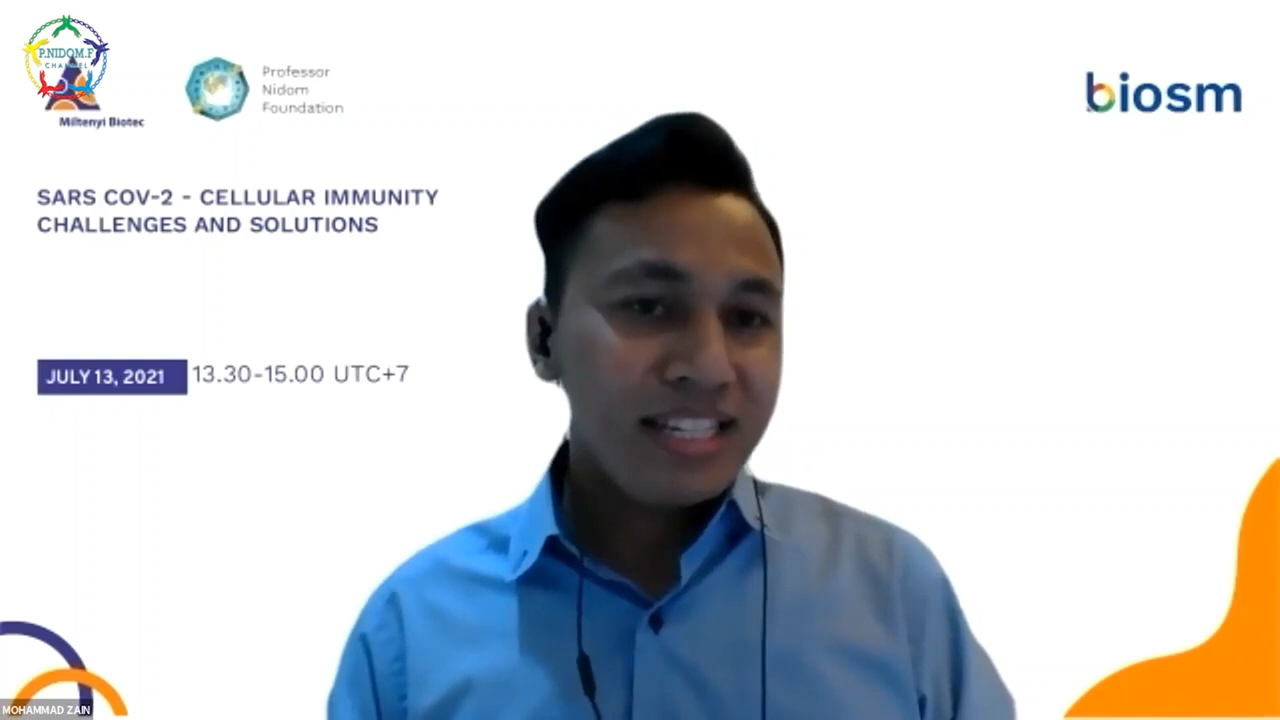 P.NIDOM.F
CHANNEL
Miltenyi Biotec
Professor
Nidom
Foundation
biosm
SARS COV-2 - CELLULAR IMMUNITY
CHALLENGES AND SOLUTIONS
JULY 13, 2021 13.30-15.00 UTC+7
MOHAMMAD ZAIN